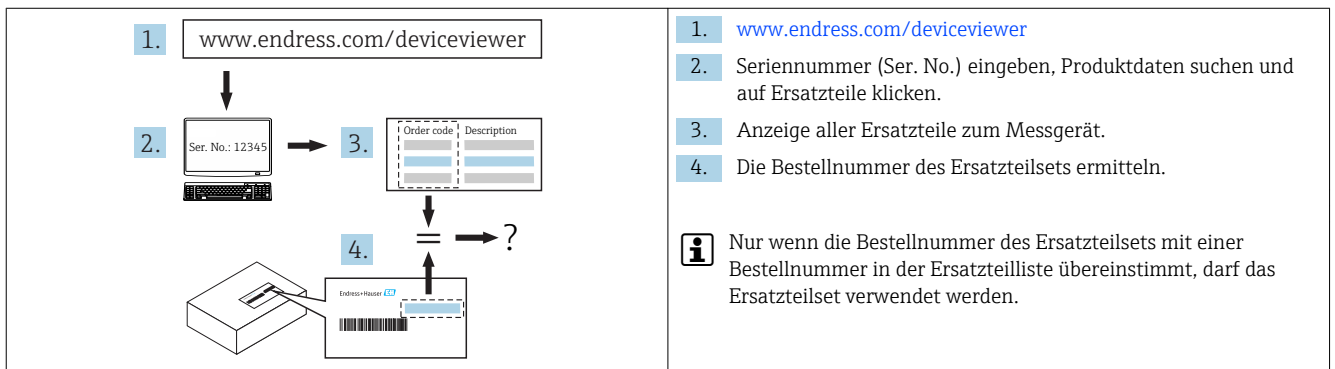 1. www.endress.com/deviceviewer
2. Ser. No.: 12345
3. Order code Description
= ?
4.
Endress+Hauser
1. www.endress.com/deviceviewer
2. Seriennummer (Ser. No.) eingeben, Produktdaten suchen und
auf Ersatzteile klicken.
3. Anzeige aller Ersatzteile zum Messgerät.
4. Die Bestellnummer des Ersatzteilsets ermitteln.
i Nur wenn die Bestellnummer des Ersatzteilsets mit einer
Bestellnummer in der Ersatzteilliste übereinstimmt, darf das
Ersatzteilset verwendet werden.